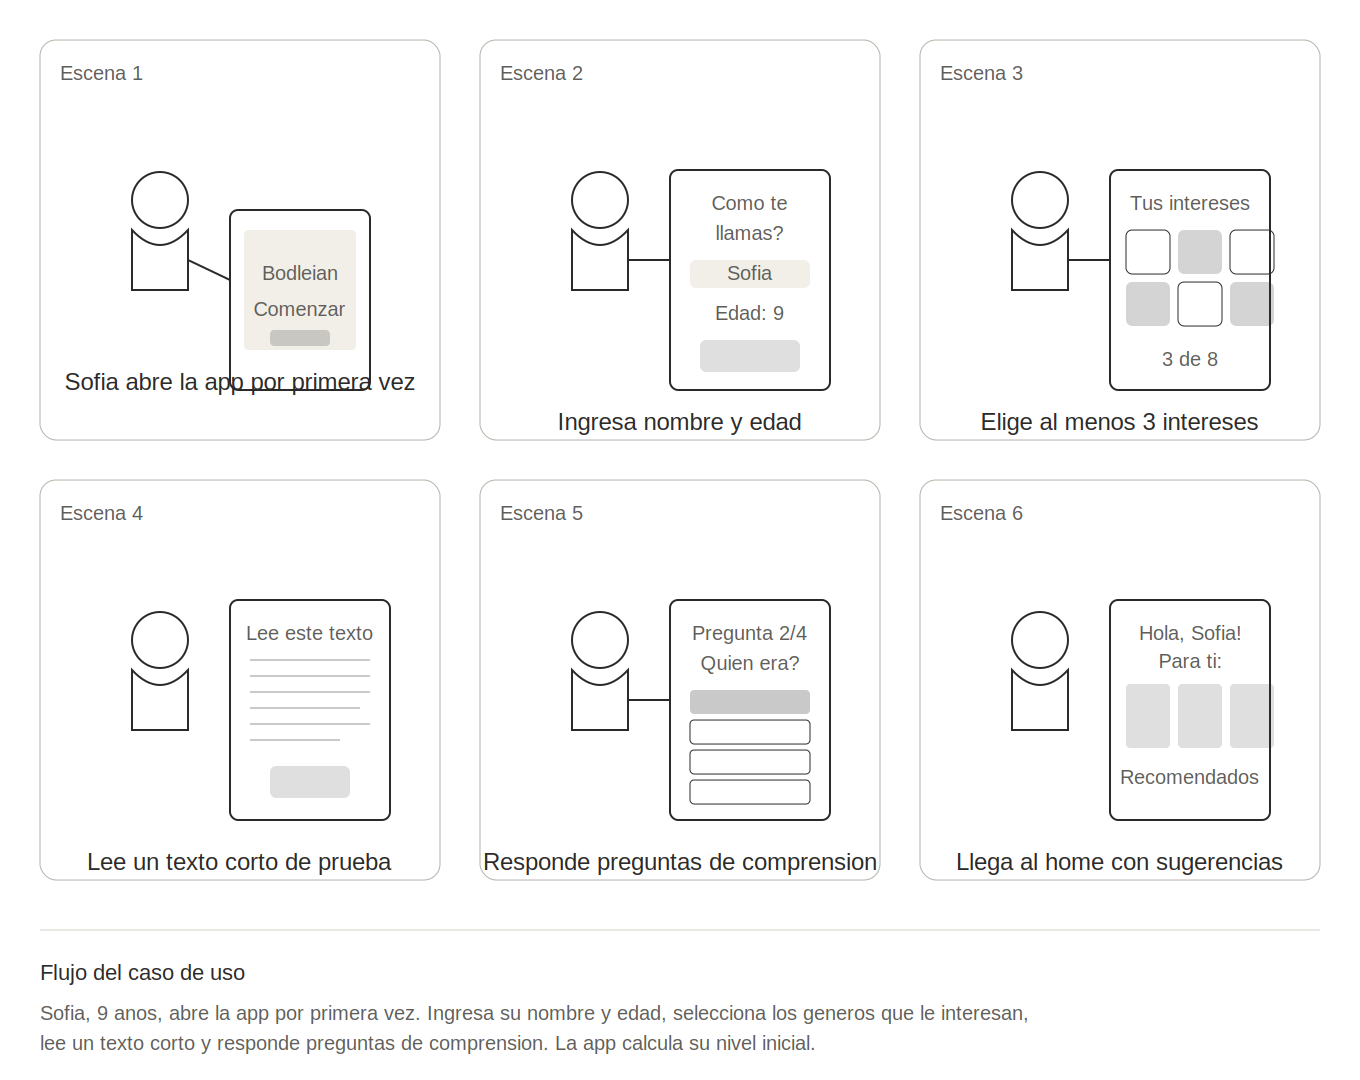 Escena 1
Bodleian
Comenzar
Sofia abre la app por primera vez
Escena 2
Como te
llamas?
Sofia
Edad: 9
Ingresa nombre y edad
Escena 3
Tus intereses
3 de 8
Elige al menos 3 intereses
Escena 4
Lee este texto
Lee un texto corto de prueba
Escena 5
Pregunta 2/4
Quien era?
Responde preguntas de comprension
Escena 6
Hola, Sofia!
Para ti:
Recomendados
Llega al home con sugerencias
Flujo del caso de uso
Sofia, 9 anos, abre la app por primera vez. Ingresa su nombre y edad, selecciona los generos que le interesan,
lee un texto corto y responde preguntas de comprension. La app calcula su nivel inicial.